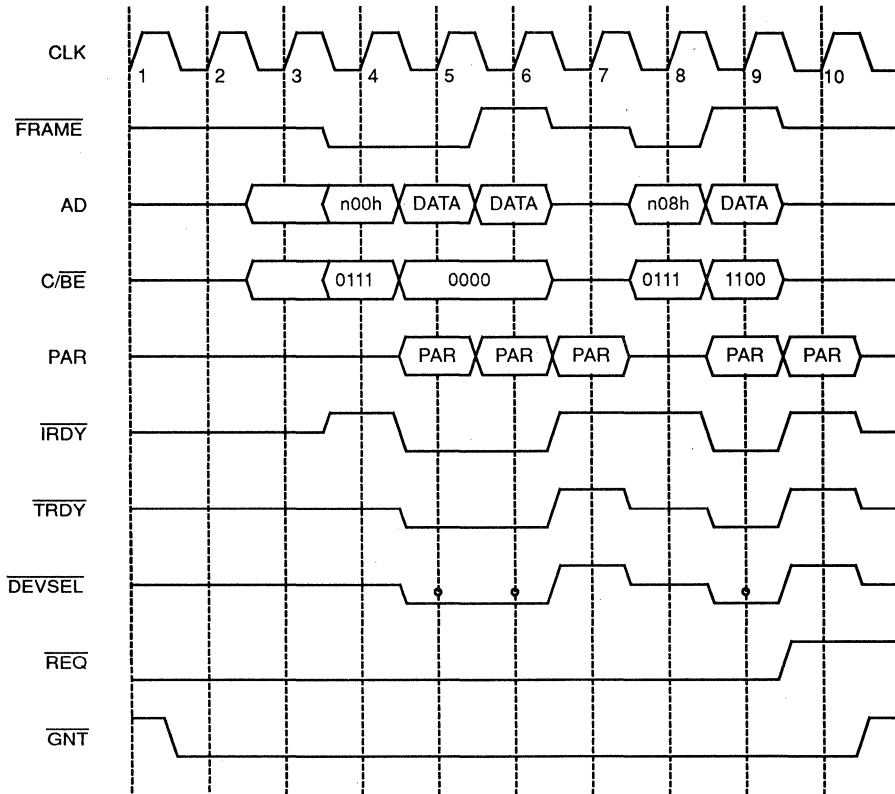 CLK
1 2 3 4 5 6 7 8 9 10
FRAME
AD
n00h DATA DATA n08h DATA
C/BE
0111 0000 0111 1100
PAR
PAR PAR PAR PAR PAR
IRDY
TRDY
DEVSEL
REQ
GNT